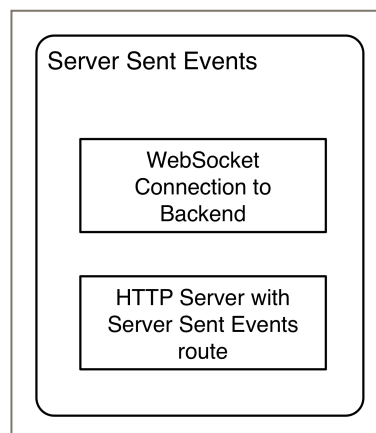 Server Sent Events
WebSocket
Connection to
Backend
HTTP Server with
Server Sent Events
route